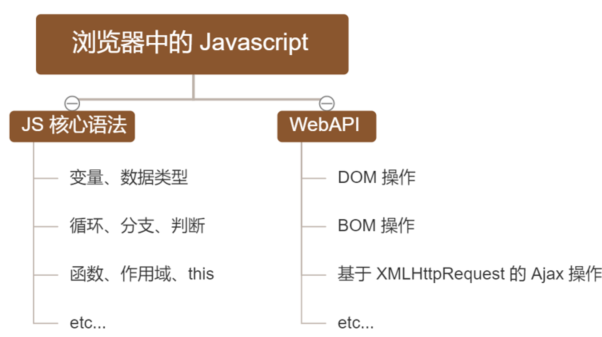 浏览器中的 Javascript
JS 核心语法
变量、数据类型
循环、分支、判断
函数、作用域、this
etc...
WebAPI
DOM 操作
BOM 操作
基于 XMLHttpRequest 的 Ajax 操作
etc...